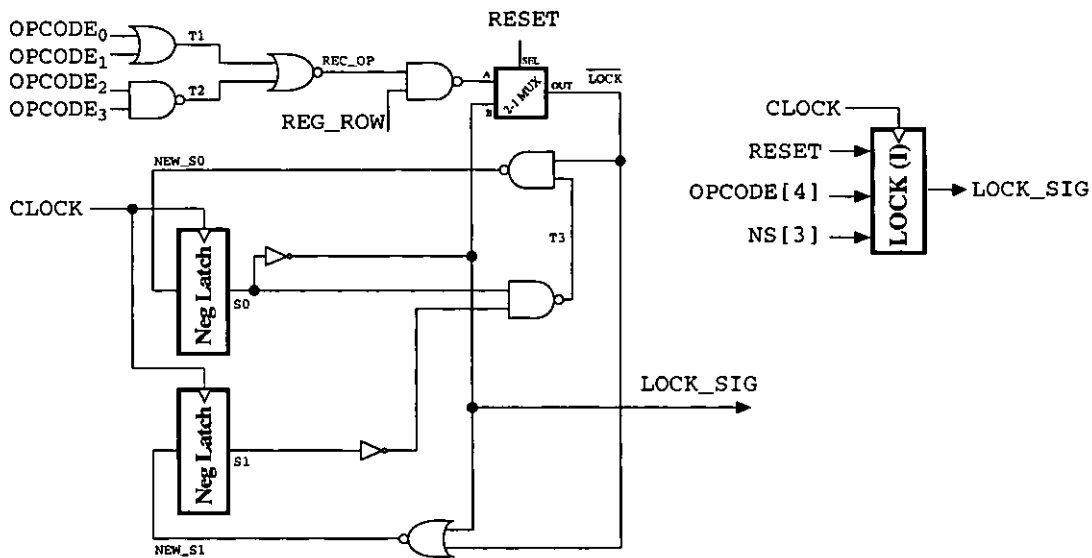 RESET
OPCODE0
OPCODE1
T1
OPCODE2
OPCODE3
T2
REC_OP
REG_ROW
A
B
SEL
2-1 MUX
OUT
LOCK
NEW_S0
CLOCK
Neg Latch
S0
T3
Neg Latch
S1
NEW_S1
LOCK_SIG
CLOCK
RESET
OPCODE[4]
NS[3]
LOCK (I)
LOCK_SIG